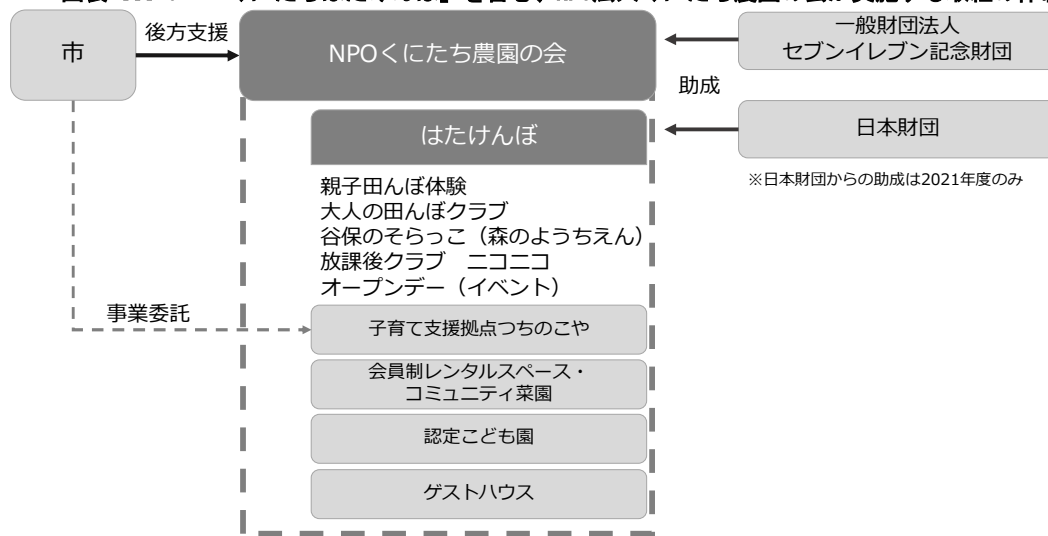 市
後方支援
NPOくにたち農園の会
一般財団法人
セブンイレブン記念財団
助成
日本財団
※日本財団からの助成は2021年度のみ
はたけんぼ
親子田んぼ体験
大人の田んぼクラブ
谷保のそらっこ（森のようちえん）
放課後クラブ　ニコニコ
オープンデー（イベント）
事業委託
子育て支援拠点つちのこや
会員制レンタルスペース・
コミュニティ菜園
認定こども園
ゲストハウス